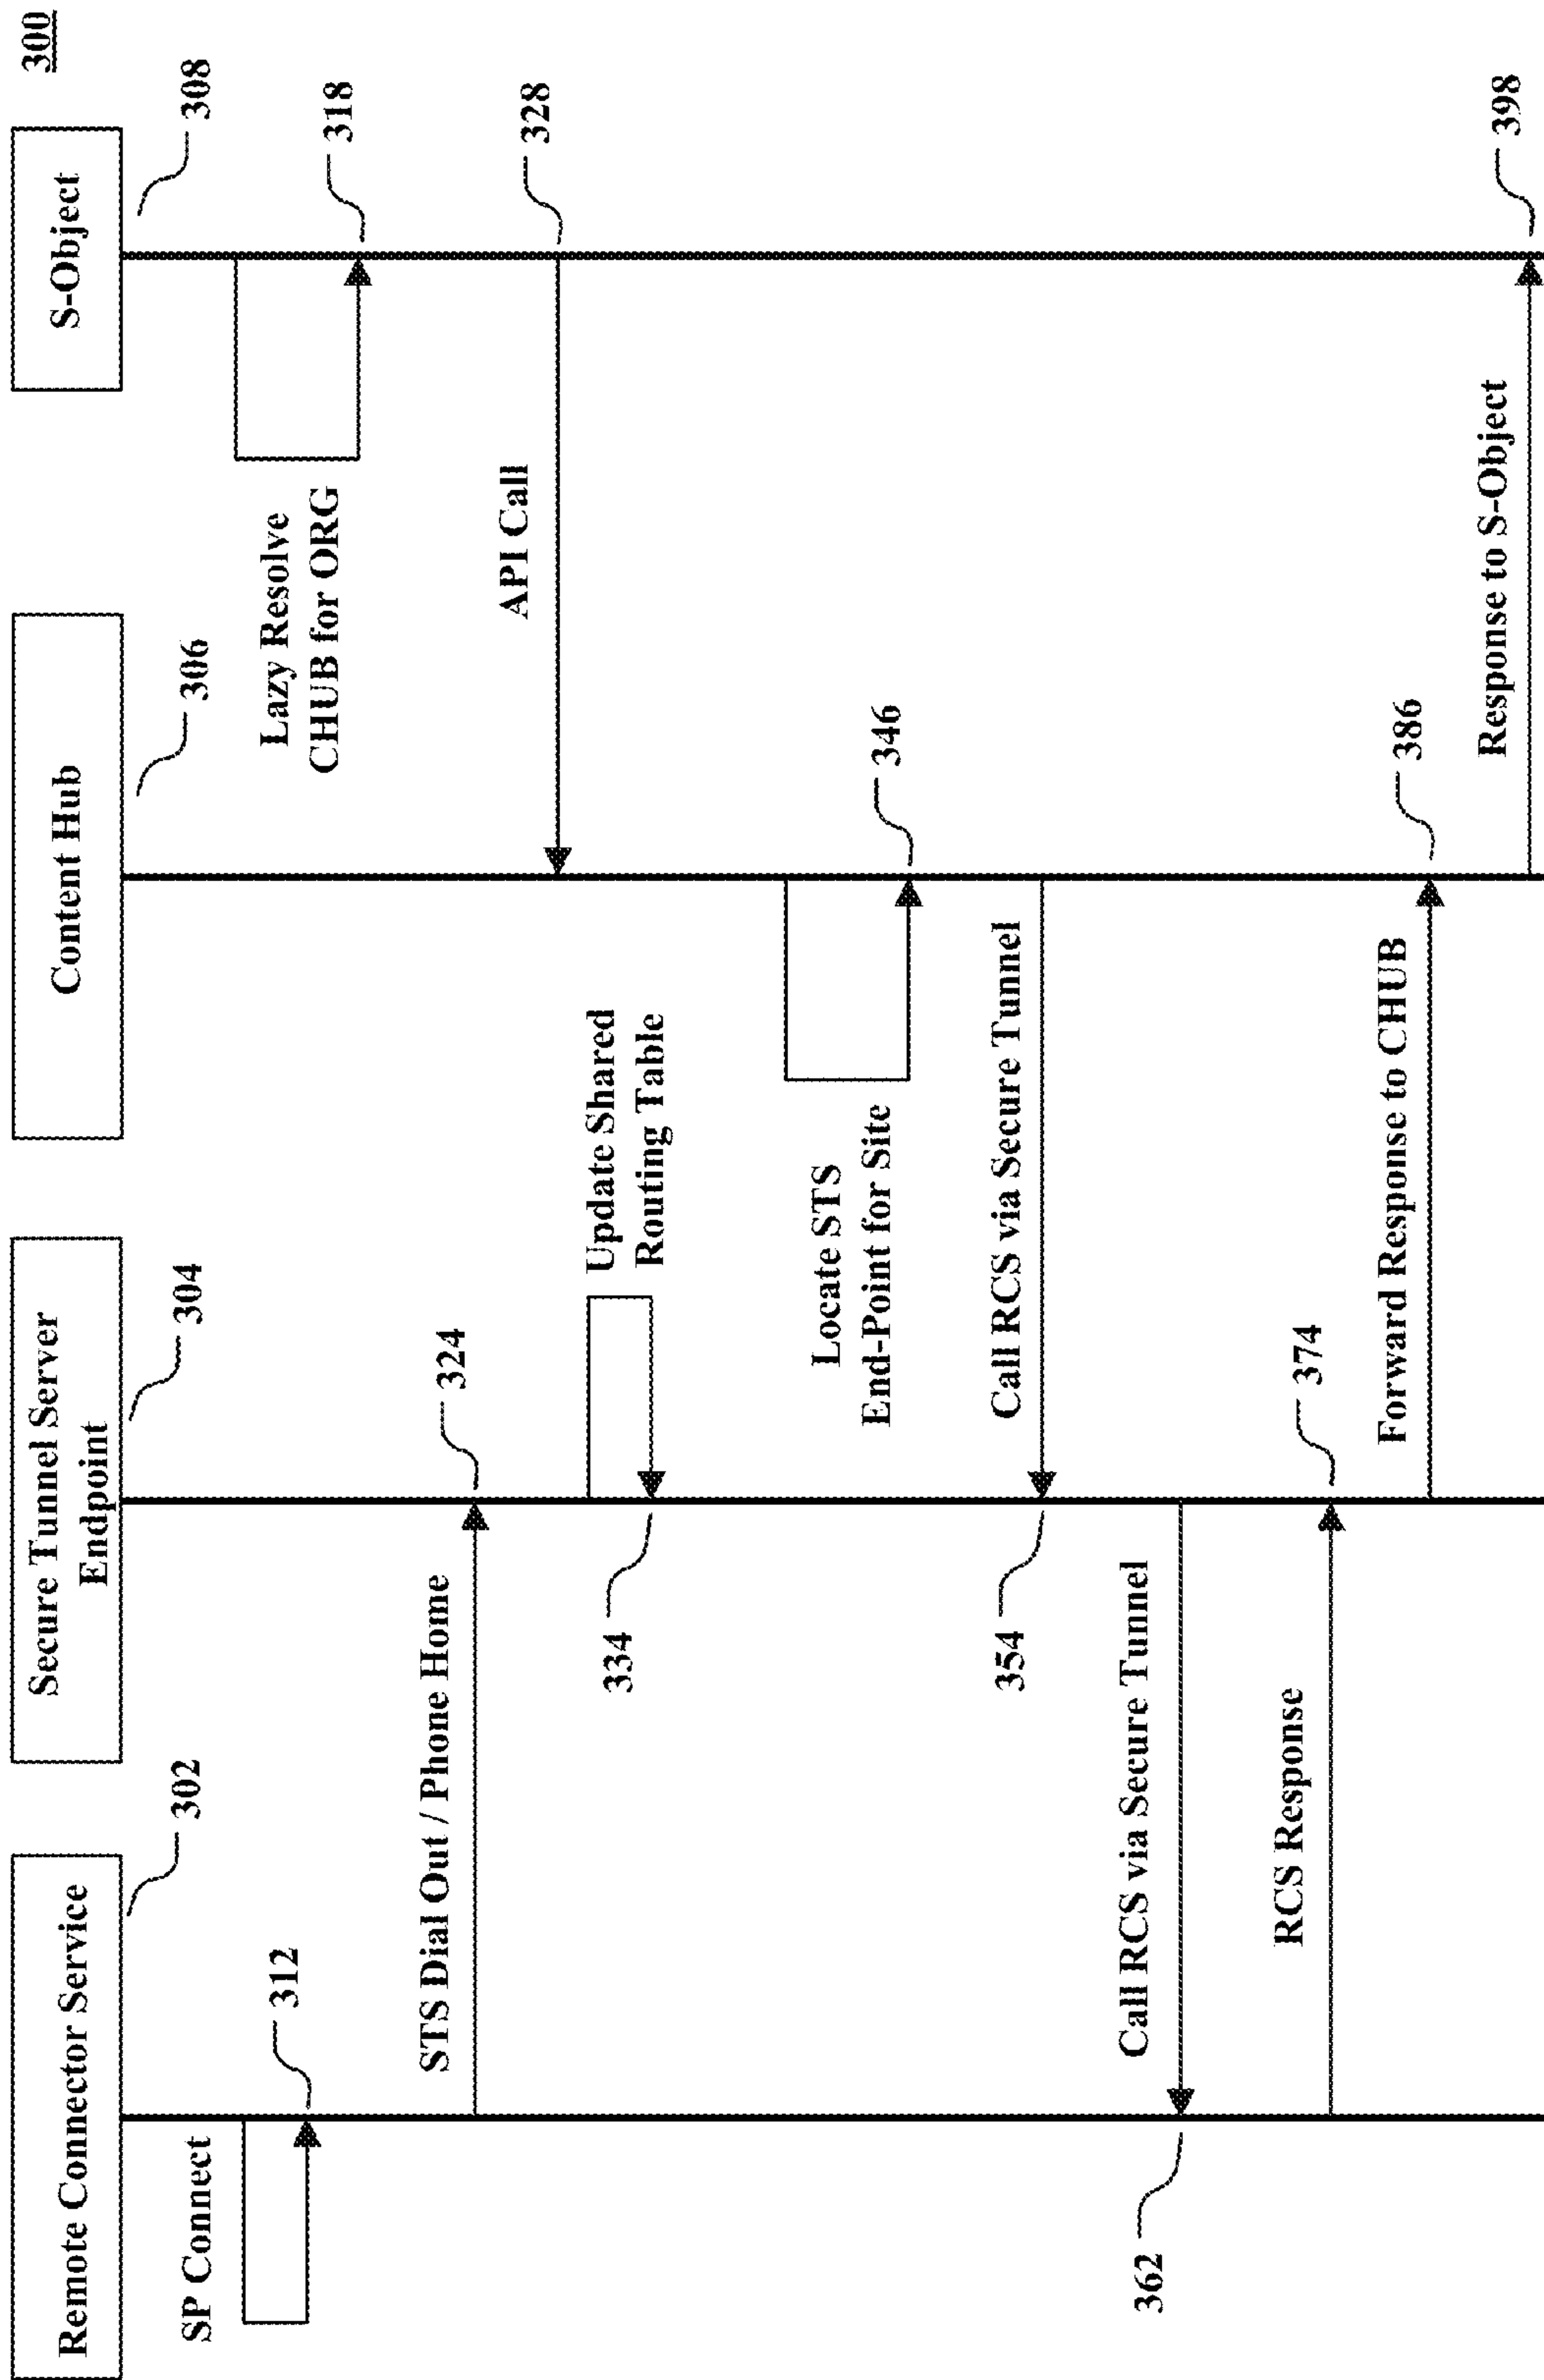 300
Remote Connector Service
Secure Tunnel Server
Endpoint
Content Hub
S-Object
302
304
306
308
SP Connect
312
Lazy Resolve
CHUB for ORG
318
STS Dial Out / Phone Home
324
API Call
328
Update Shared
Routing Table
334
Locate STS
End-Point for Site
346
Call RCS via Secure Tunnel
354
Call RCS via Secure Tunnel
362
RCS Response
374
Forward Response to CHUB
386
Response to S-Object
398